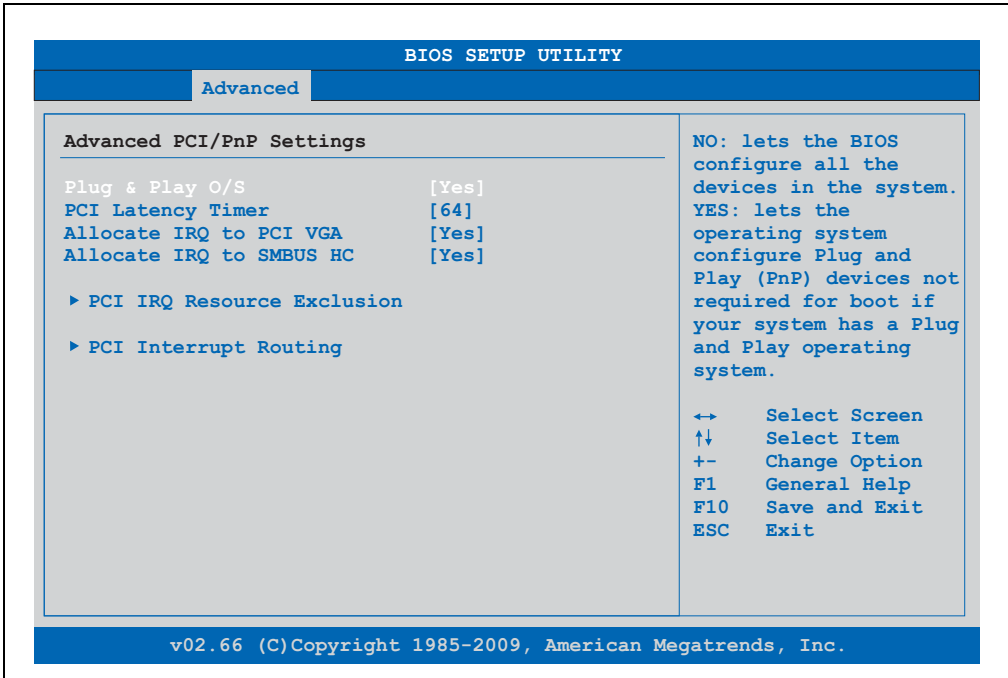 BIOS SETUP UTILITY
Advanced
Advanced PCI/PnP Settings
Plug & Play O/S [Yes]
PCI Latency Timer [64]
Allocate IRQ to PCI VGA [Yes]
Allocate IRQ to SMBUS HC [Yes]
▶ PCI IRQ Resource Exclusion
▶ PCI Interrupt Routing
NO: lets the BIOS
configure all the
devices in the system.
YES: lets the
operating system
configure Plug and
Play (PnP) devices not
required for boot if
your system has a Plug
and Play operating
system.
↔ Select Screen
↑↓ Select Item
+- Change Option
F1 General Help
F10 Save and Exit
ESC Exit
v02.66 (C)Copyright 1985-2009, American Megatrends, Inc.